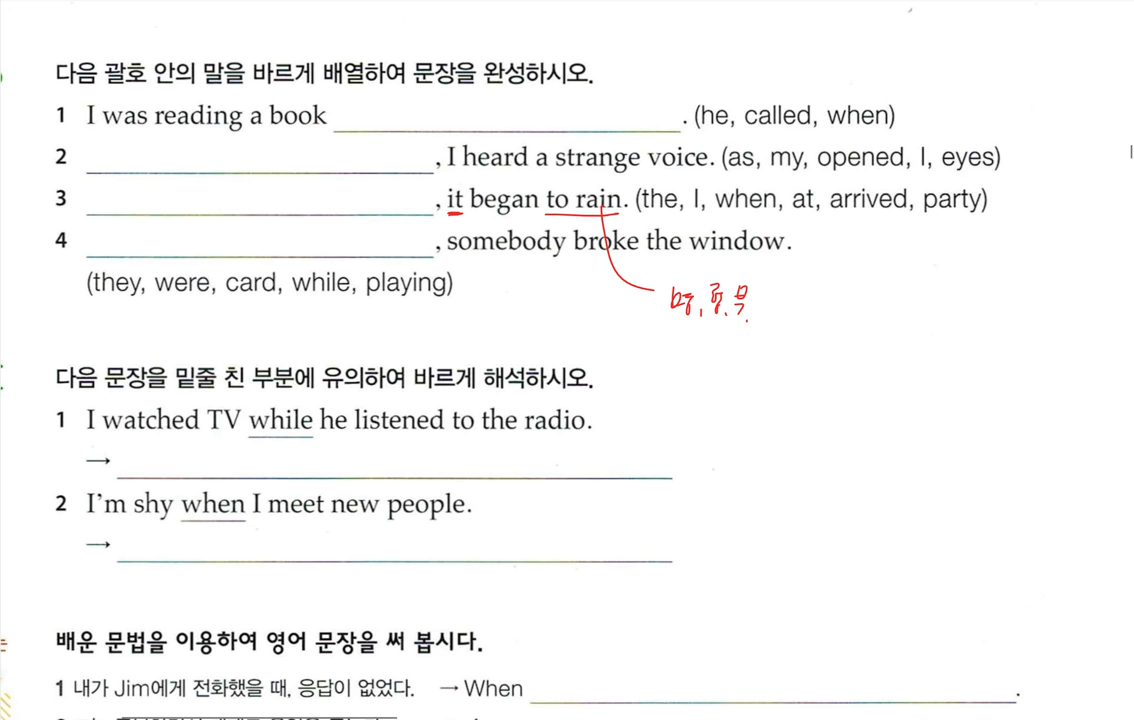 다음 괄호 안의 말을 바르게 배열하여 문장을 완성하시오.
1 I was reading a book ____________________. (he, called, when)
2 ____________________, I heard a strange voice. (as, my, opened, I, eyes)
3 ____________________, it began to rain. (the, I, when, at, arrived, party)
4 ____________________, somebody broke the window.
(they, were, card, while, playing)
다음 문장을 밑줄 친 부분에 유의하여 바르게 해석하시오.
1 I watched TV while he listened to the radio.
→ ____________________
2 I'm shy when I meet new people.
→ ____________________
배운 문법을 이용하여 영어 문장을 써 봅시다.
1 내가 Jim에게 전화했을 때, 응답이 없었다. → When ____________________.